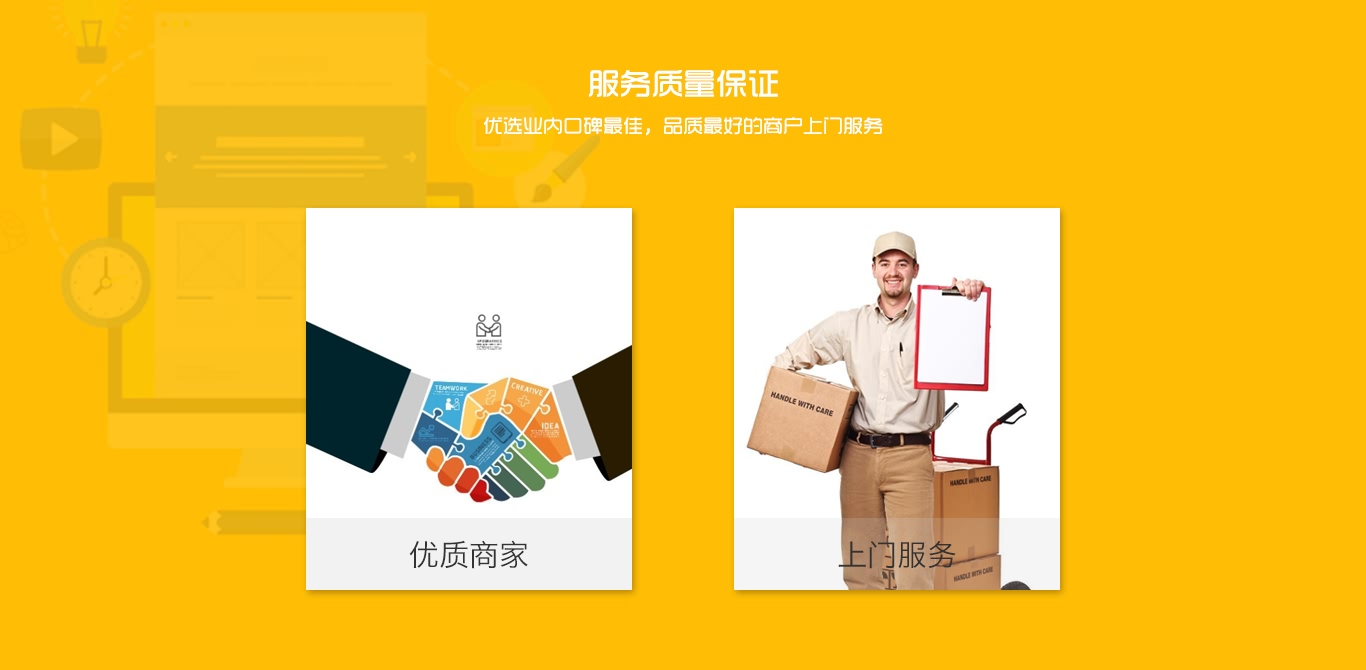 服务质量保证
优选业内口碑最佳，品质最好的商户上门服务
TEAMWORK
CREATIVE
IDEA
BUSINESS
优质商家
HANDLE WITH CARE
HANDLE WITH CARE
上门服务
HANDLE WITH CARE